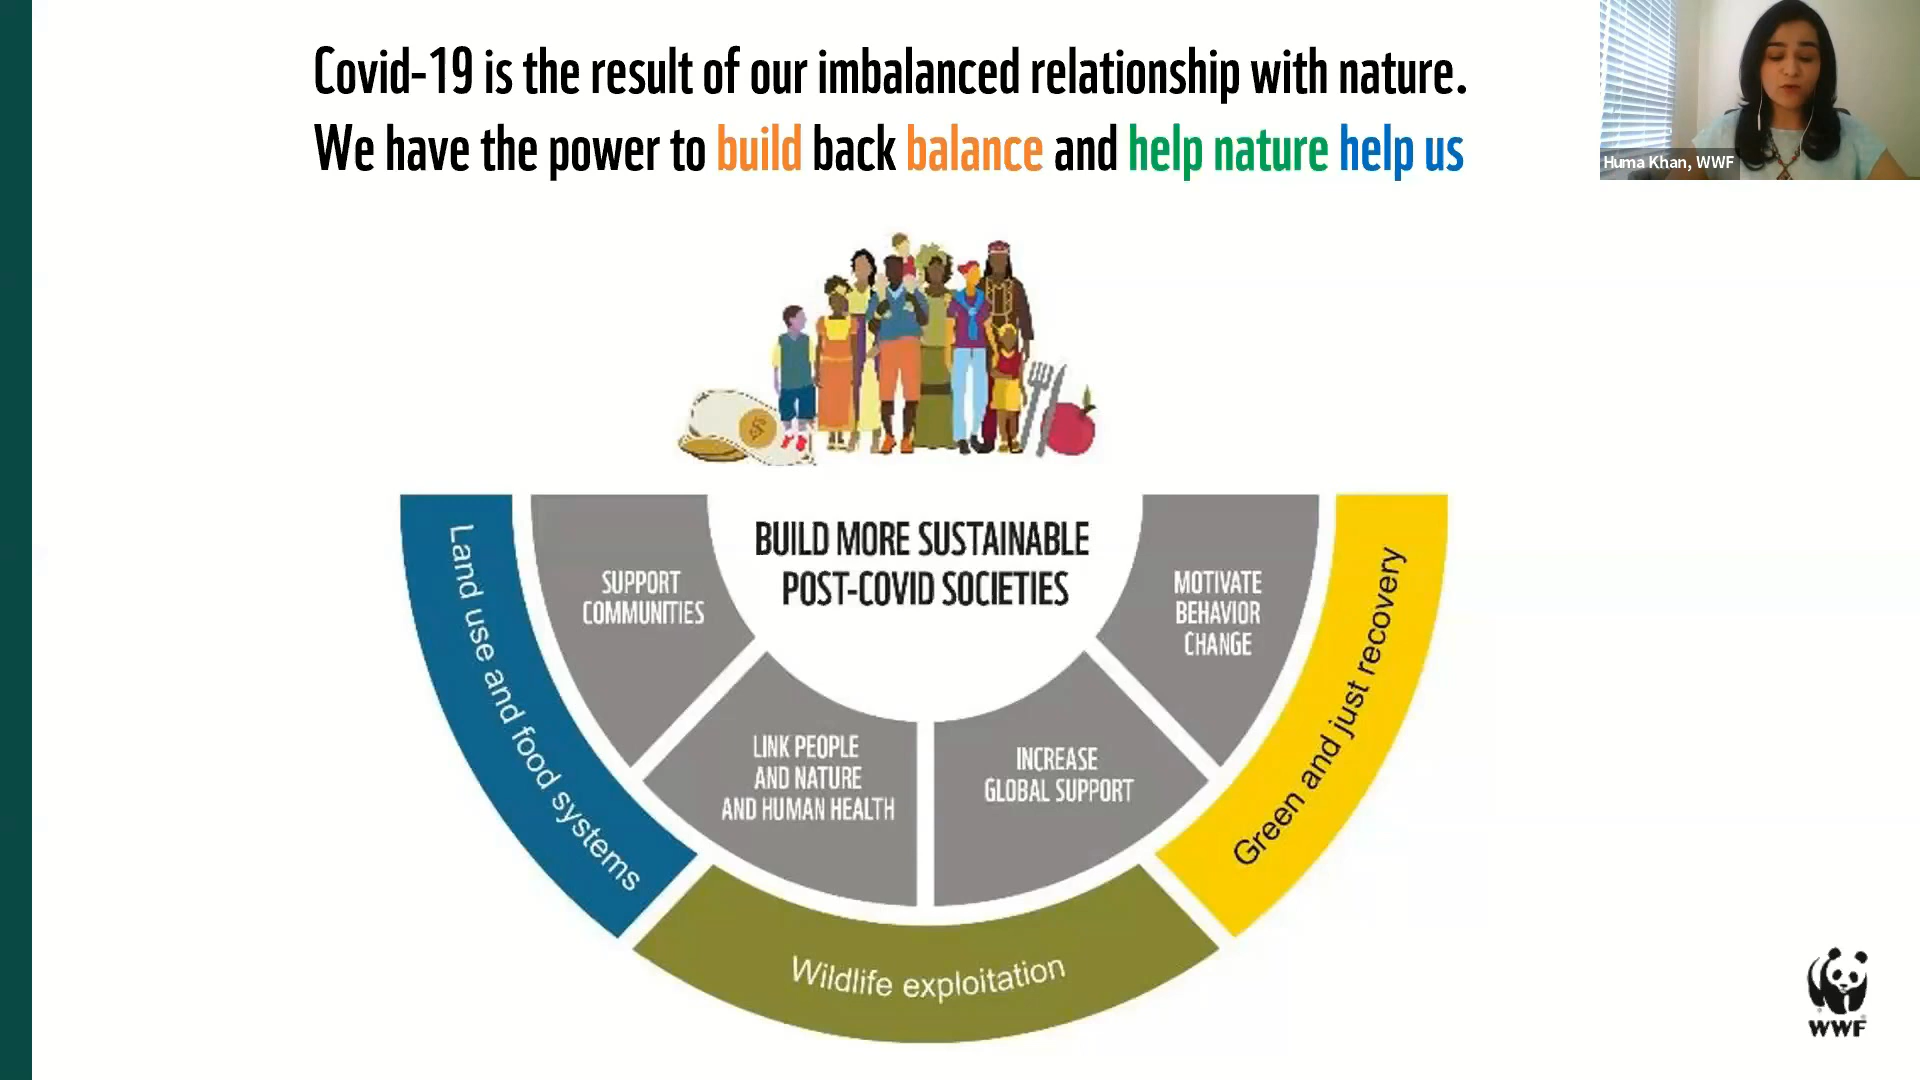 Covid-19 is the result of our imbalanced relationship with nature.
We have the power to build back balance and help nature help us
Huma Khan, WWF
$
BUILD MORE SUSTAINABLE
POST-COVID SOCIETIES
SUPPORT
COMMUNITIES
LINK PEOPLE
AND NATURE
AND HUMAN HEALTH
INCREASE
GLOBAL SUPPORT
MOTIVATE
BEHAVIOR
CHANGE
Land use and food systems
Wildlife exploitation
Green and just recovery
WWF